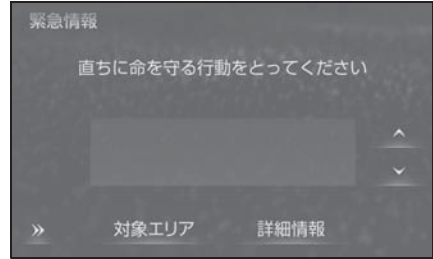 緊急情報
直ちに命を守る行動をとってください
対象エリア 詳細情報